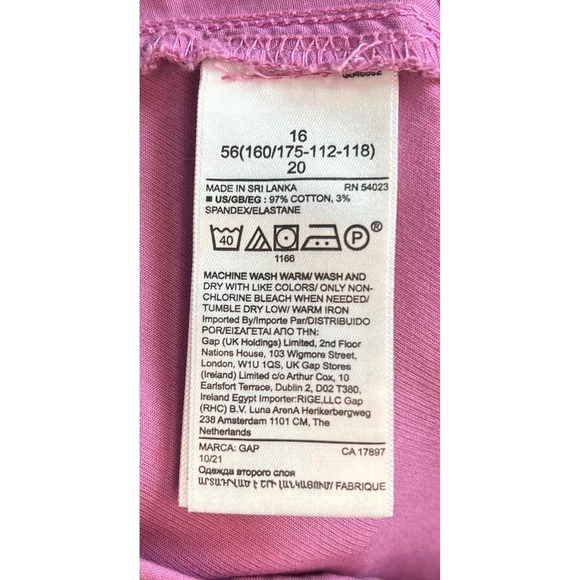 16
56(160/175-112-118)
20
MADE IN SRI LANKA RN 54023
■ US/GB/EG : 97% COTTON, 3%
SPANDEX/ELASTANE
40 P ®
1166
MACHINE WASH WARM/ WASH AND
DRY WITH LIKE COLORS/ ONLY NON-
CHLORINE BLEACH WHEN NEEDED/
TUMBLE DRY LOW/ WARM IRON
Imported By/Importe Par/DISTRIBUIDO
POR/ΕΙΣΑΓΕΤΑΙ ΑΠΟ ΤΗΝ:
Gap (UK Holdings) Limited, 2nd Floor
Nations House, 103 Wigmore Street,
London, W1U 1QS, UK Gap Stores
(Ireland) Limited c/o Arthur Cox, 10
Earlsfort Terrace, Dublin 2, D02 T380,
Ireland Egypt Importer:RIGE,LLC Gap
(RHC) B.V. Luna ArenA Herikerbergweg
238 Amsterdam 1101 CM, The
Netherlands
MARCA: GAP CA 17897
10/21
Одежда второго слоя
ԱՐՏԱԴՐՎԱԾ Է ՇՐԻ ԼԱՆԿԱՅՈՒՄ/ FABRIQUE